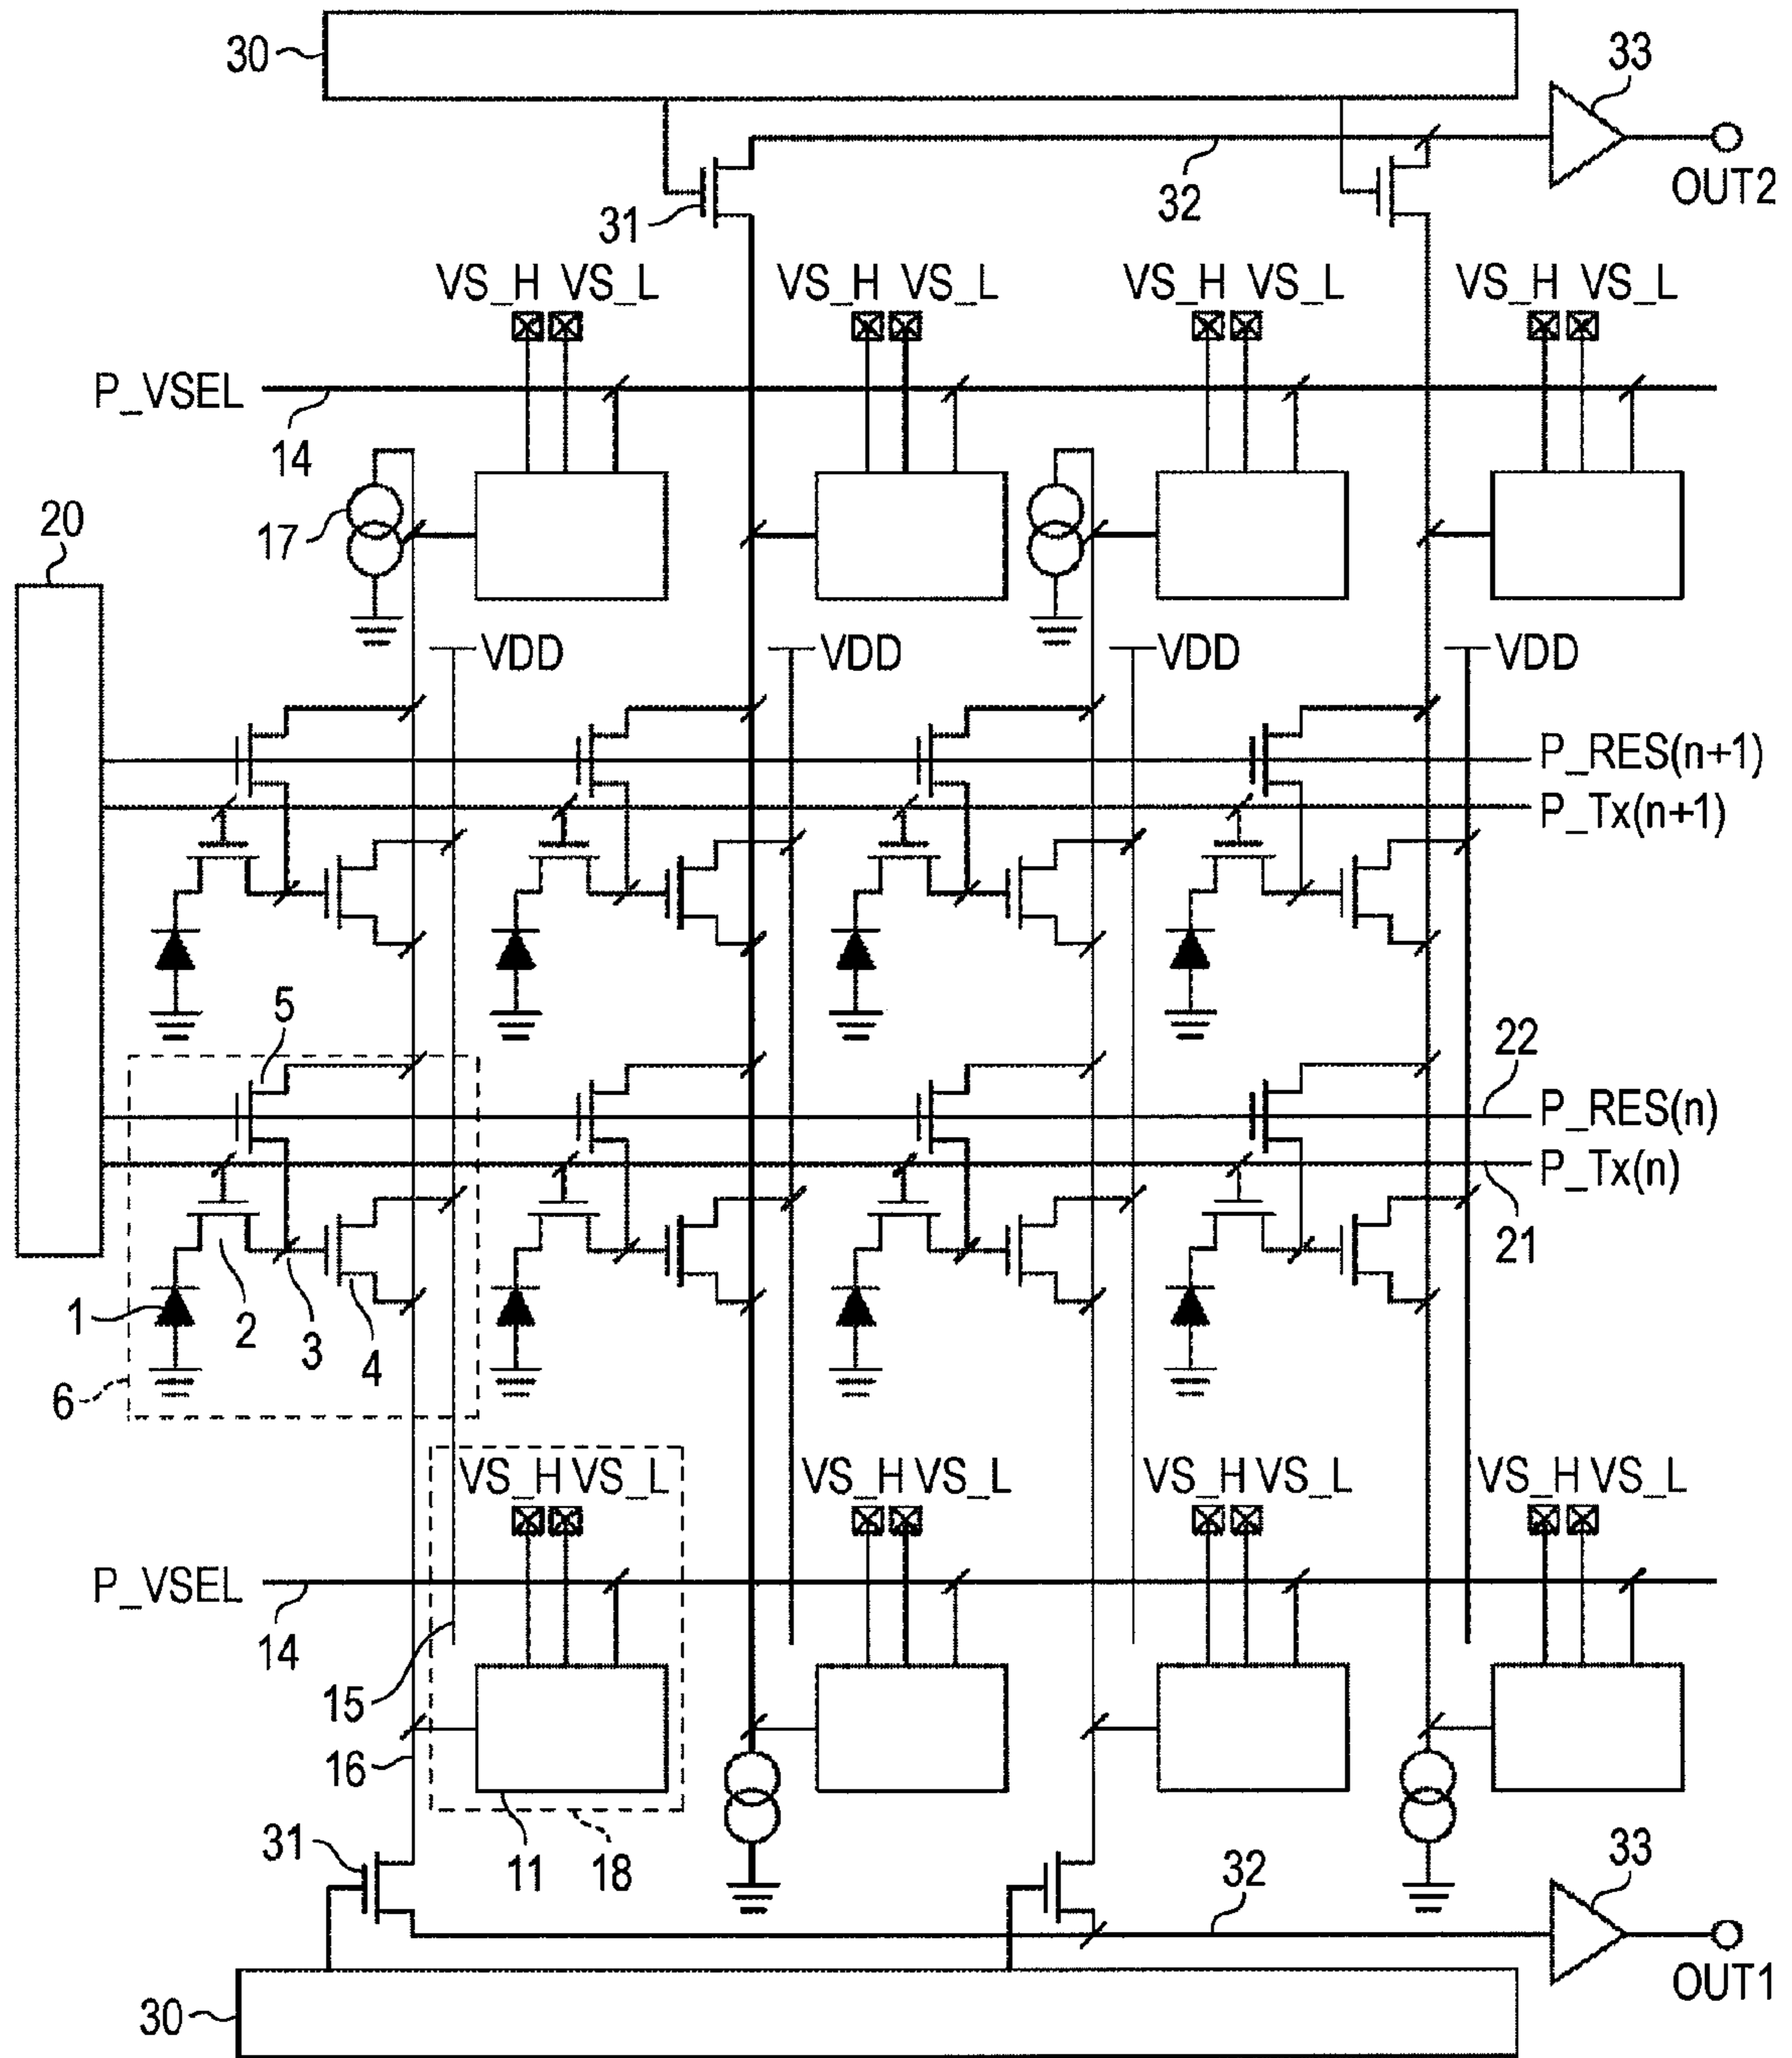 30
33
32
OUT2
31
VS_H VS_L VS_H VS_L VS_H VS_L VS_H VS_L
P_VSEL
14
20
17
VDD VDD VDD VDD
P_RES(n+1)
P_Tx(n+1)
5
22
P_RES(n)
P_Tx(n)
21
1 2 3 4
6
VS_H VS_L VS_H VS_L VS_H VS_L VS_H VS_L
P_VSEL
14
15
16
31
11
18
32
33
OUT1
30